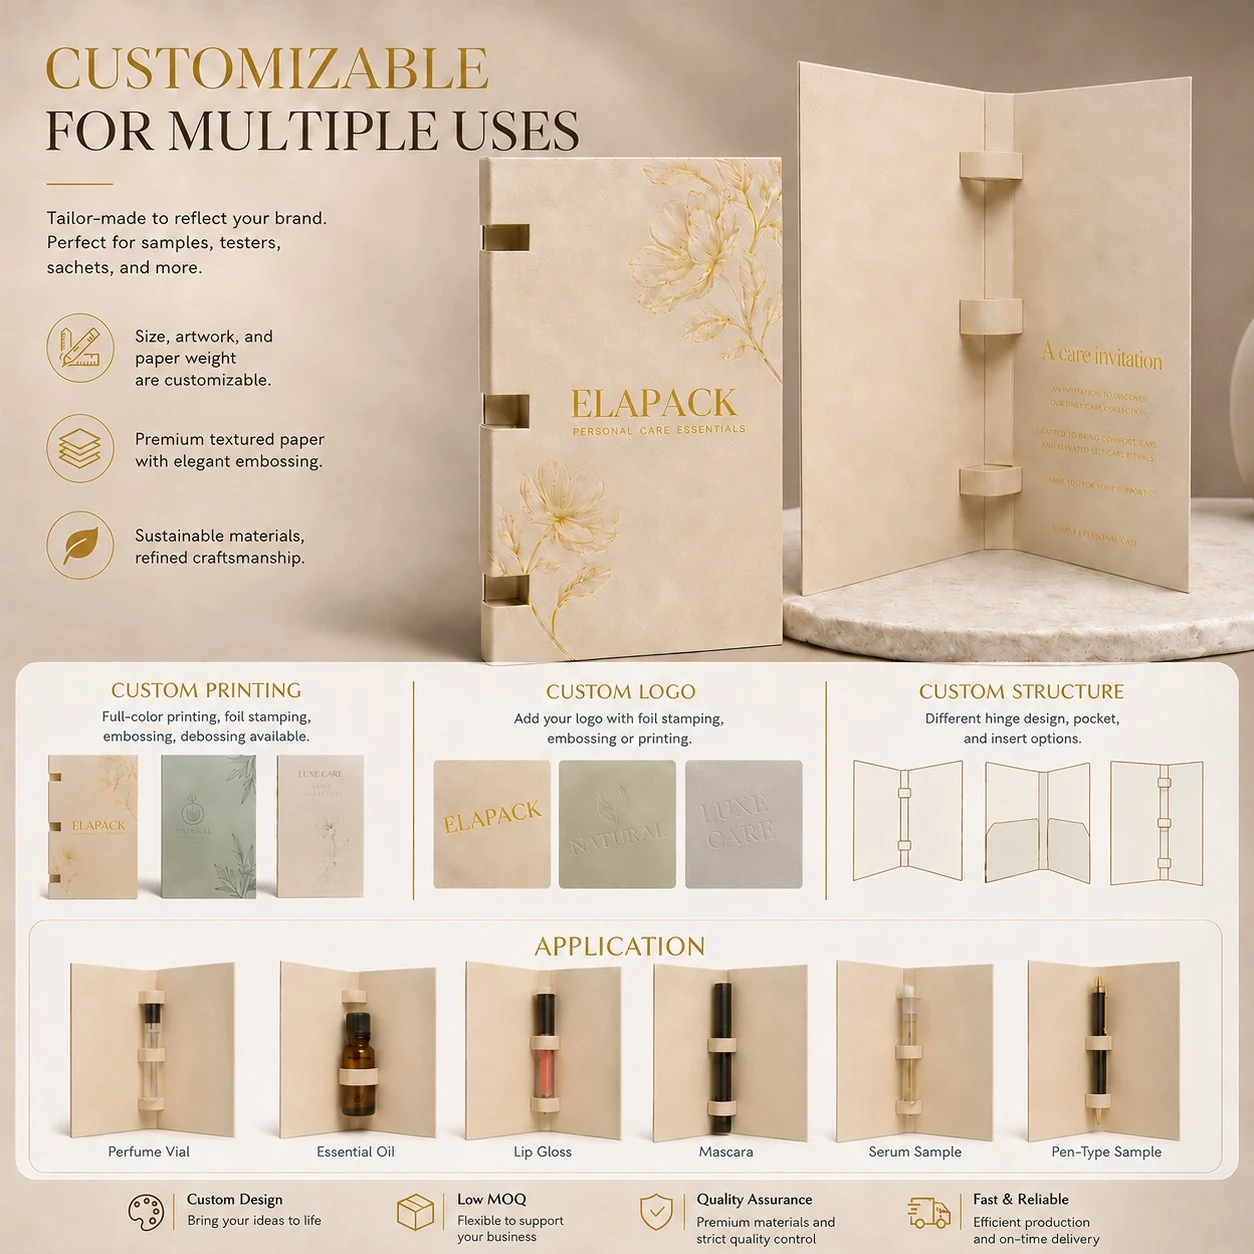 CUSTOMIZABLE
FOR MULTIPLE USES
Tailor-made to reflect your brand.
Perfect for samples, testers,
sachets, and more.
Size, artwork, and
paper weight
are customizable.
Premium textured paper
with elegant embossing.
Sustainable materials,
refined craftsmanship.
ELAPACK
PERSONAL CARE ESSENTIALS
A care invitation
AN INVITATION TO DISCOVER
OUR DAILY CARE COLLECTION
CRAFTED TO BRING COMFORT, CARE
AND ELEVATED SELF-CARE RITUALS.
THANK YOU FOR YOUR SUPPORT
PERSONAL CARE
CUSTOM PRINTING
Full-color printing, foil stamping,
embossing, debossing available.
ELAPACK
NATURAL
LUXE CARE
CUSTOM LOGO
Add your logo with foil stamping,
embossing or printing.
ELAPACK
NATURAL
LUXE
CARE
CUSTOM STRUCTURE
Different hinge design, pocket,
and insert options.
APPLICATION
Perfume Vial
Essential Oil
Lip Gloss
Mascara
Serum Sample
Pen-Type Sample
Custom Design
Bring your ideas to life
Low MOQ
Flexible to support
your business
Quality Assurance
Premium materials and
strict quality control
Fast & Reliable
Efficient production
and on-time delivery